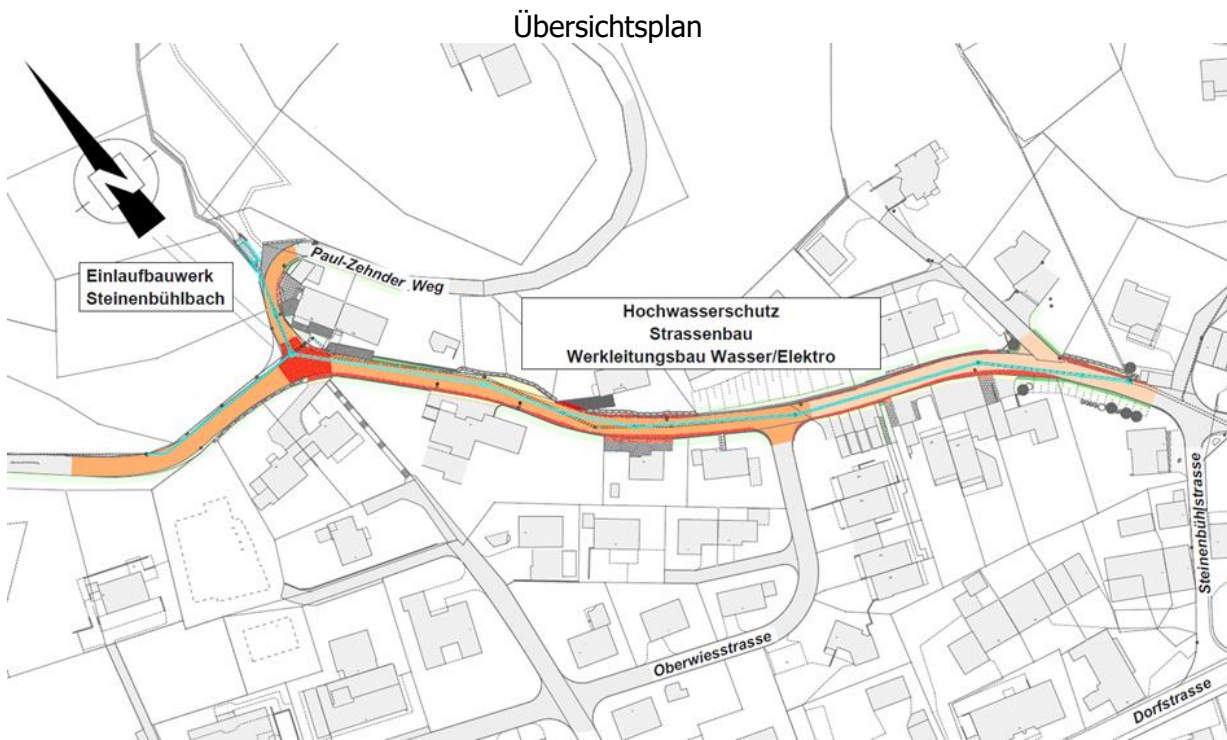 Übersichtsplan
N
Einlaufbauwerk
Steinenbühlbach
Paul-Zehnder Weg
Hochwasserschutz
Strassenbau
Werkleitungsbau Wasser/Elektro
Oberwiesstrasse
Steinenbühlstrasse
Dorfstrasse